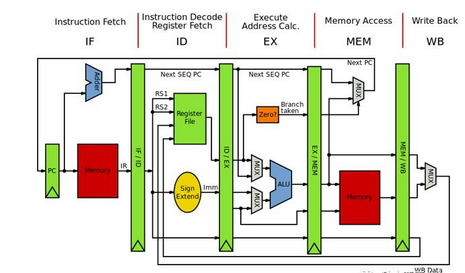 Instruction Fetch
Instruction Decode
Register Fetch
Execute
Address Calc.
Memory Access
Write Back
IF
ID
EX
MEM
WB
Next PC
Adder
Next SEQ PC
Next SEQ PC
MUX
RS1
RS2
Register
File
Zero?
Branch
taken
PC
Memory
IR
IF / ID
ID / EX
MUX
ALU
EX / MEM
MEM / WB
MUX
Sign
Extend
Imm
MUX
Memory
WB Data